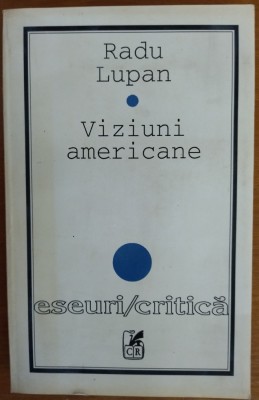 Radu
Lupan
Viziuni
americane
eseuri/critică
CR